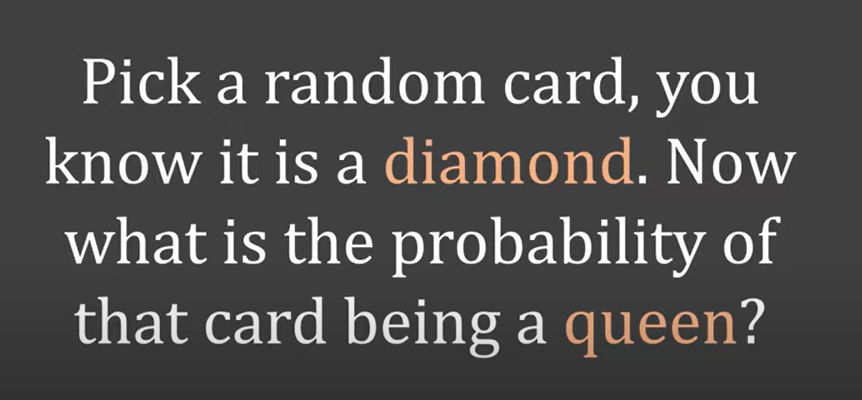 Pick a random card, you
know it is a diamond. Now
what is the probability of
that card being a queen?